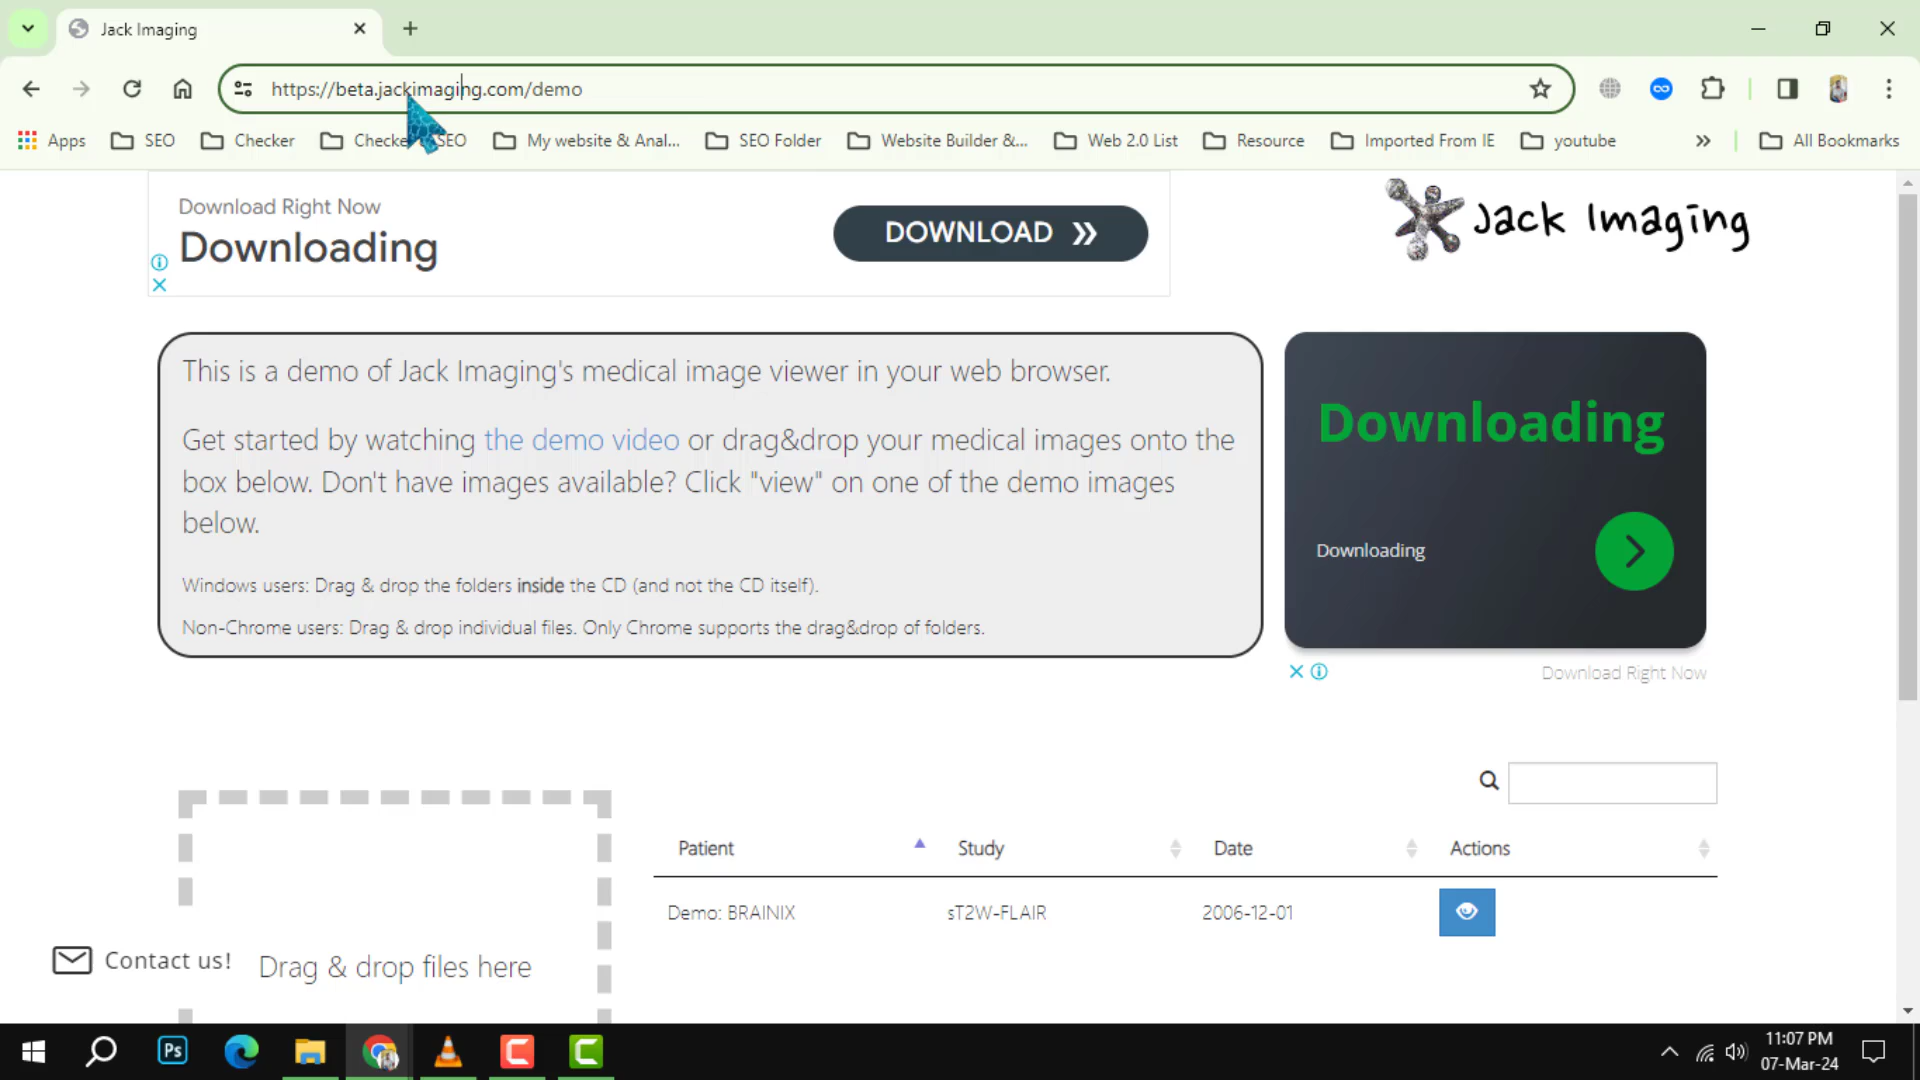 Jack Imaging
https://beta.jackimaging.com/demo
Apps SEO Checker Checke SEO My website & Anal... SEO Folder Website Builder &... Web 2.0 List Resource Imported From IE youtube » All Bookmarks
Download Right Now
Downloading
DOWNLOAD »
Jack Imaging
This is a demo of Jack Imaging's medical image viewer in your web browser.
Get started by watching the demo video or drag&drop your medical images onto the
box below. Don't have images available? Click "view" on one of the demo images
below.
Windows users: Drag & drop the folders inside the CD (and not the CD itself).
Non-Chrome users: Drag & drop individual files. Only Chrome supports the drag&drop of folders.
Downloading
Downloading
Download Right Now
Patient Study Date Actions
Demo: BRAINIX sT2W-FLAIR 2006-12-01
Contact us!
Drag & drop files here
Ps
11:07 PM
07-Mar-24